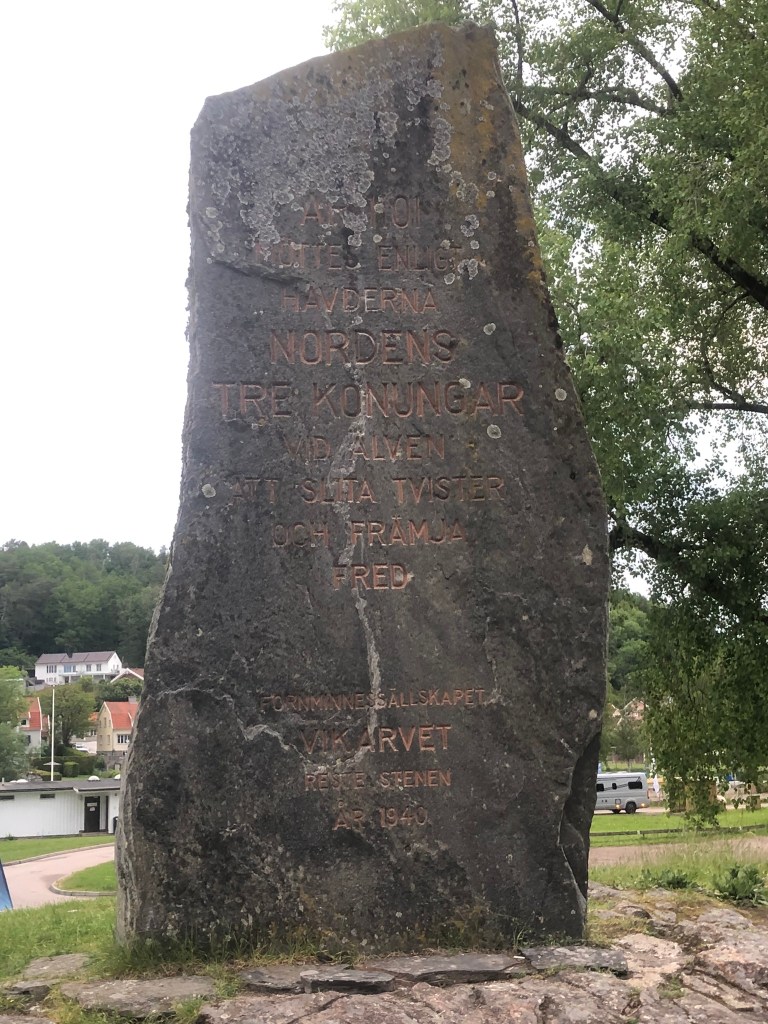 ÅR 1101
MÖTTES ENLIGT
HÄVDERNA
NORDENS
TRE KONUNGAR
VID ÄLVEN
ATT SLITA TVISTER
OCH FRÄMJA
FRED
FORNMINNESSÄLLSKAPET
VIKARVET
RESTE STENEN
ÅR 1940